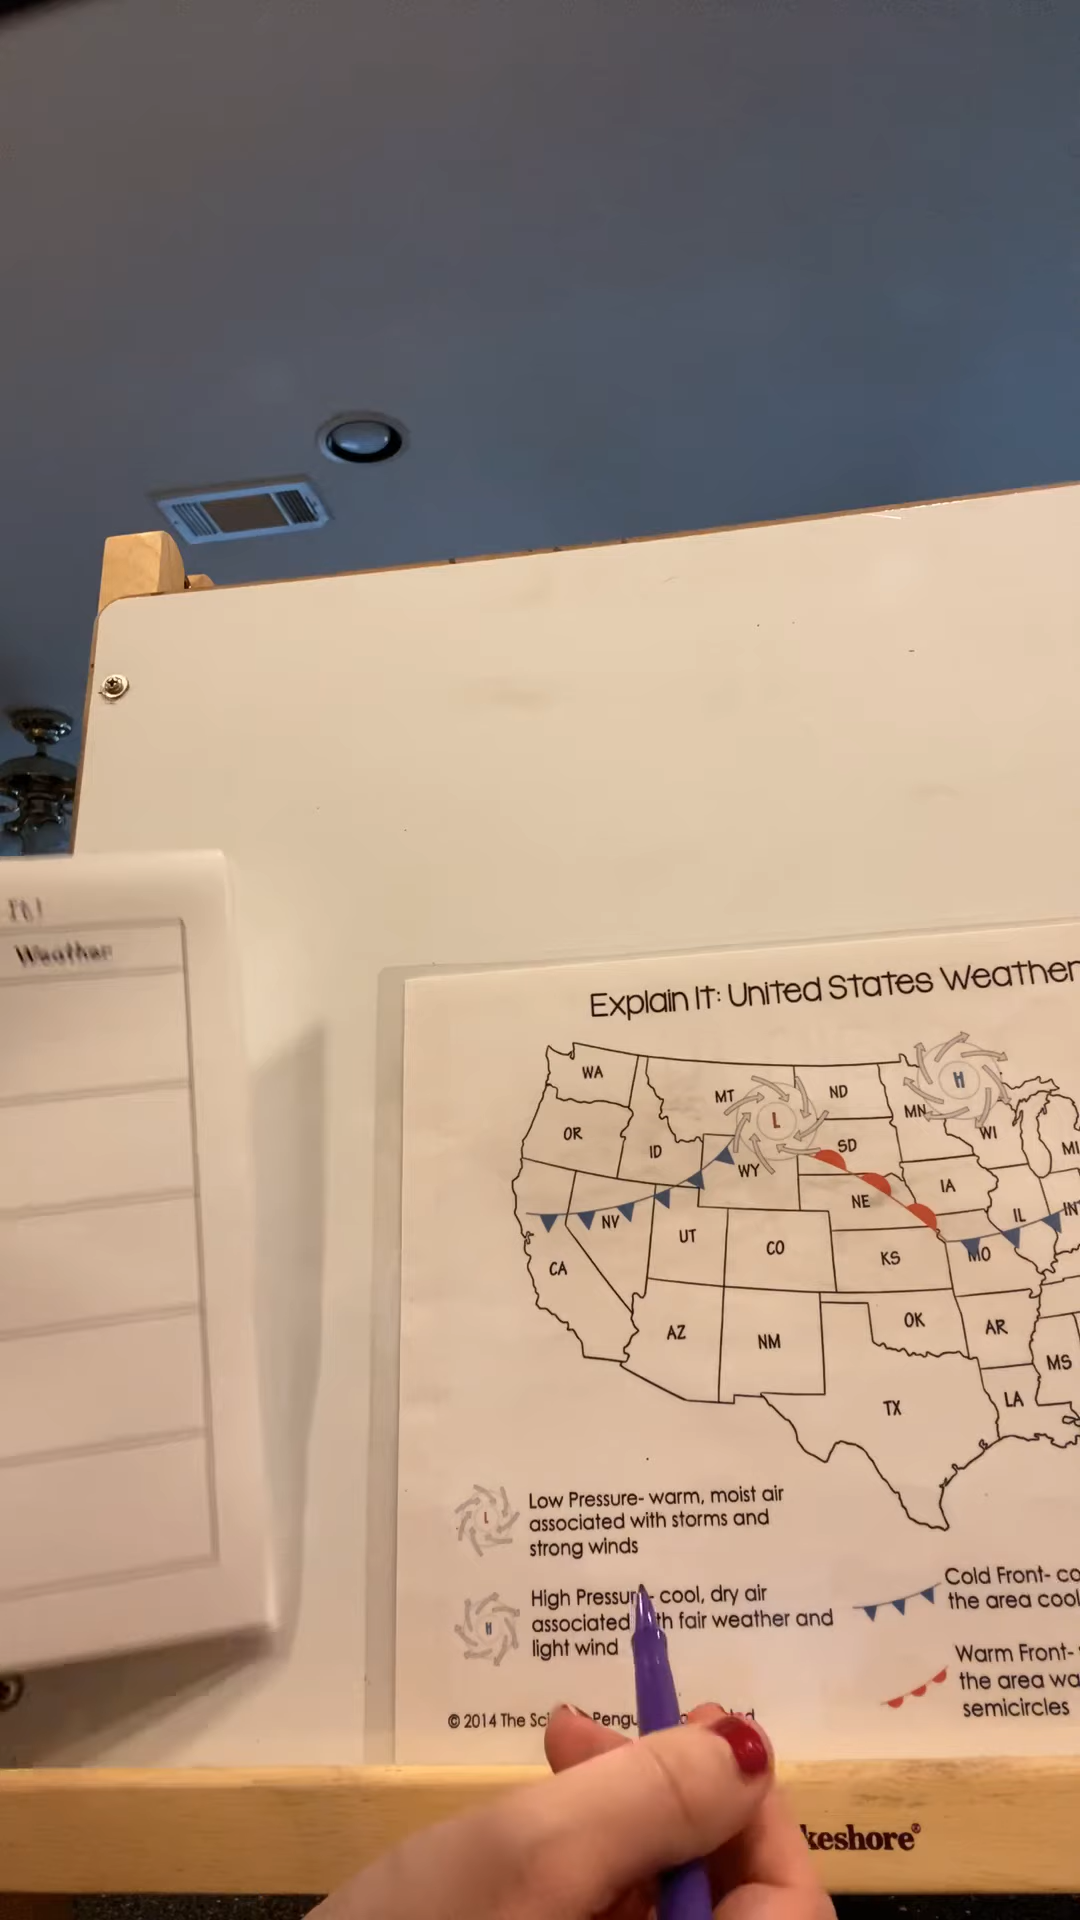 It!
Weather
Explain It: United States Weather
WA
MT
ND
MN
H
OR
ID
L
SD
WI
MI
WY
NE
IA
NV
UT
CO
IL
IN
CA
KS
MO
AZ
NM
OK
AR
MS
TX
LA
L
Low Pressure- warm, moist air
associated with storms and
strong winds
H
High Pressure- cool, dry air
associated with fair weather and
light wind
Cold Front-
the area cool
Warm Front-
the area
semicircles
© 2014 The
keshore®